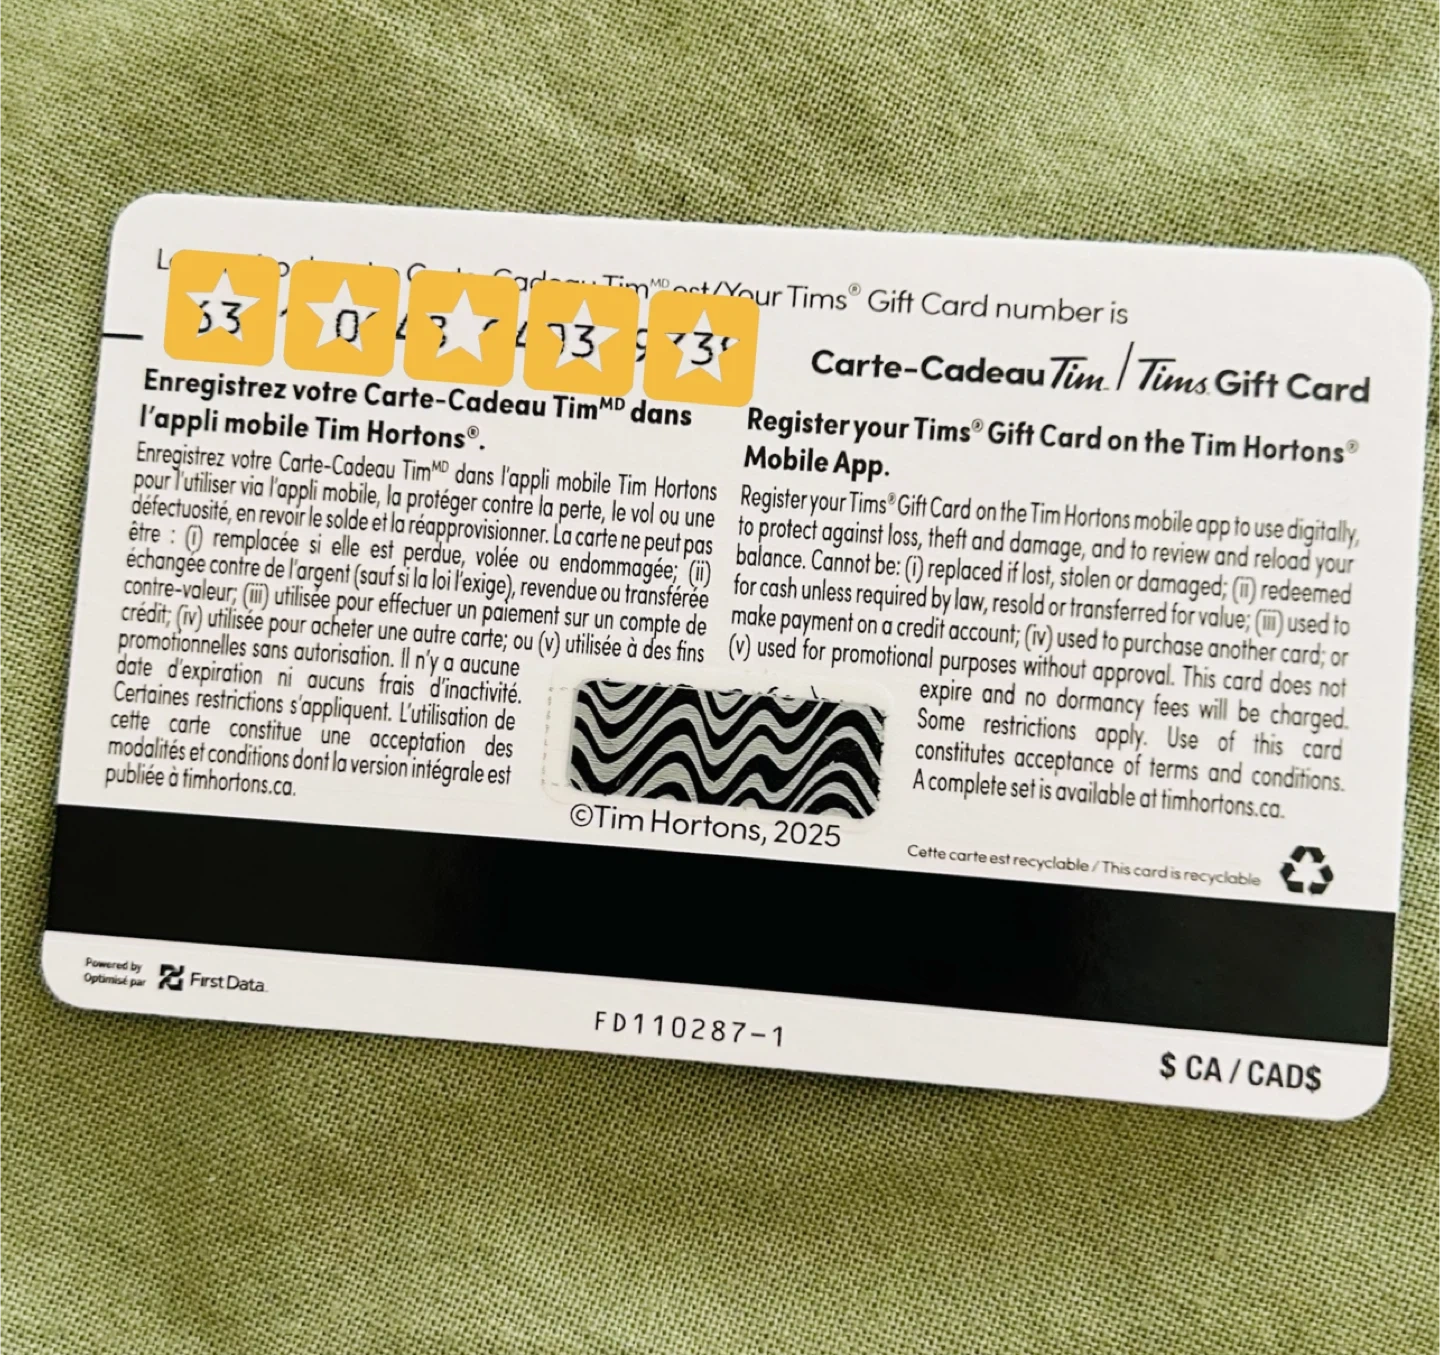 Tim^MD est/Your Tims® Gift Card number is
Carte-Cadeau Tim / Tims Gift Card
Enregistrez votre Carte-Cadeau Tim^MD dans
l'appli mobile Tim Hortons®.
Enregistrez votre Carte-Cadeau Tim^MD dans l'appli mobile Tim Hortons
pour l'utiliser via l'appli mobile, la protéger contre la perte, le vol ou une
défectuosité, en revoir le solde et la réapprovisionner. La carte ne peut pas
être : (i) remplacée si elle est perdue, volée ou endommagée; (ii)
échangée contre de l'argent (sauf si la loi l'exige), revendue ou transférée
contre-valeur; (iii) utilisée pour effectuer un paiement sur un compte de
crédit; (iv) utilisée pour acheter une autre carte; ou (v) utilisée à des fins
promotionnelles sans autorisation. Il n'y a aucune
date d'expiration ni aucuns frais d'inactivité.
Certaines restrictions s'appliquent. L'utilisation de
cette carte constitue une acceptation des
modalités et conditions dont la version intégrale est
publiée à timhortons.ca.
Register your Tims® Gift Card on the Tim Hortons®
Mobile App.
Register your Tims® Gift Card on the Tim Hortons mobile app to use digitally,
to protect against loss, theft and damage, and to review and reload your
balance. Cannot be: (i) replaced if lost, stolen or damaged; (ii) redeemed
for cash unless required by law, resold or transferred for value; (iii) used to
make payment on a credit account; (iv) used to purchase another card; or
(v) used for promotional purposes without approval. This card does not
expire and no dormancy fees will be charged.
Some restrictions apply. Use of this card
constitutes acceptance of terms and conditions.
A complete set is available at timhortons.ca.
©Tim Hortons, 2025
Cette carte est recyclable / This card is recyclable
Powered by
Optimisé par
First Data
FD110287-1
$ CA / CAD$